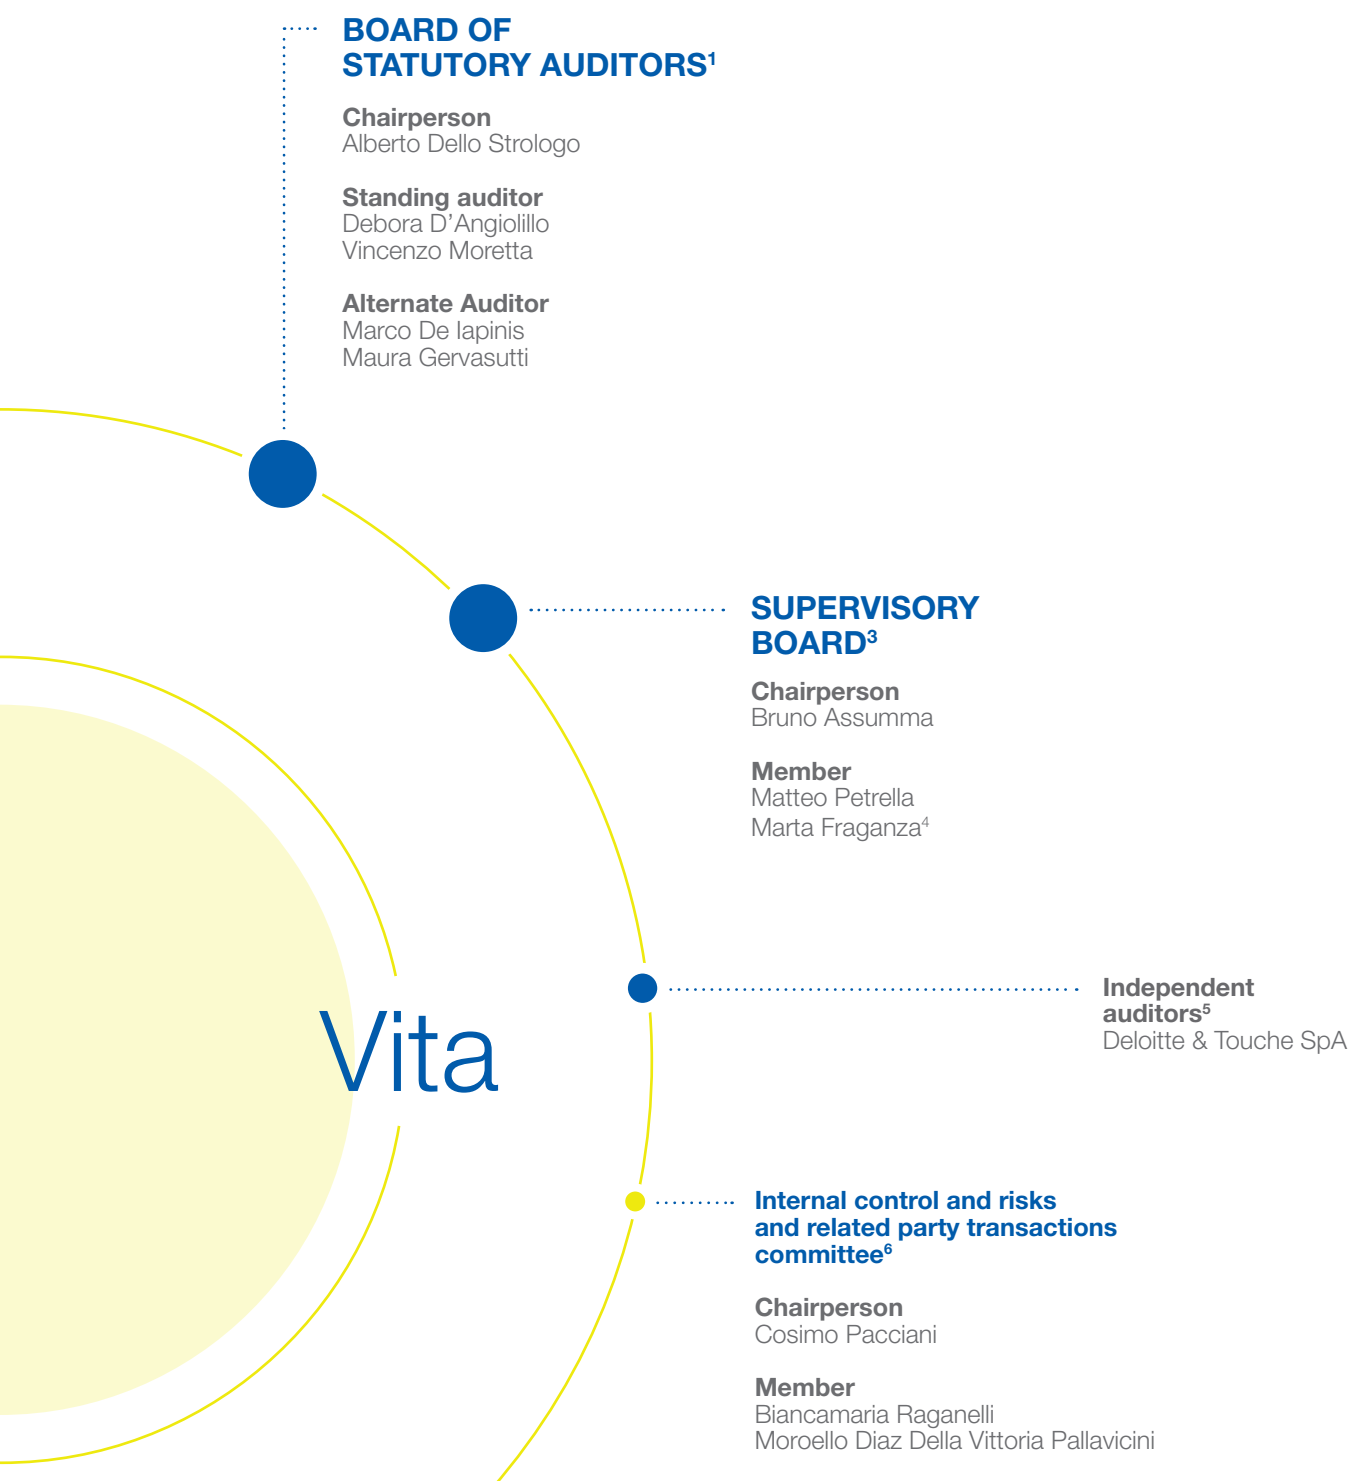 BOARD OF
STATUTORY AUDITORS¹
Chairperson
Alberto Dello Strologo
Standing auditor
Debora D’Angiolillo
Vincenzo Moretta
Alternate Auditor
Marco De Iapinis
Maura Gervasutti
SUPERVISORY
BOARD³
Chairperson
Bruno Assumma
Member
Matteo Petrella
Marta Fraganza⁴
Independent
auditors⁵
Deloitte & Touche SpA
Vita
Internal control and risks
and related party transactions
committee⁶
Chairperson
Cosimo Pacciani
Member
Biancamaria Raganelli
Moroello Diaz Della Vittoria Pallavicini